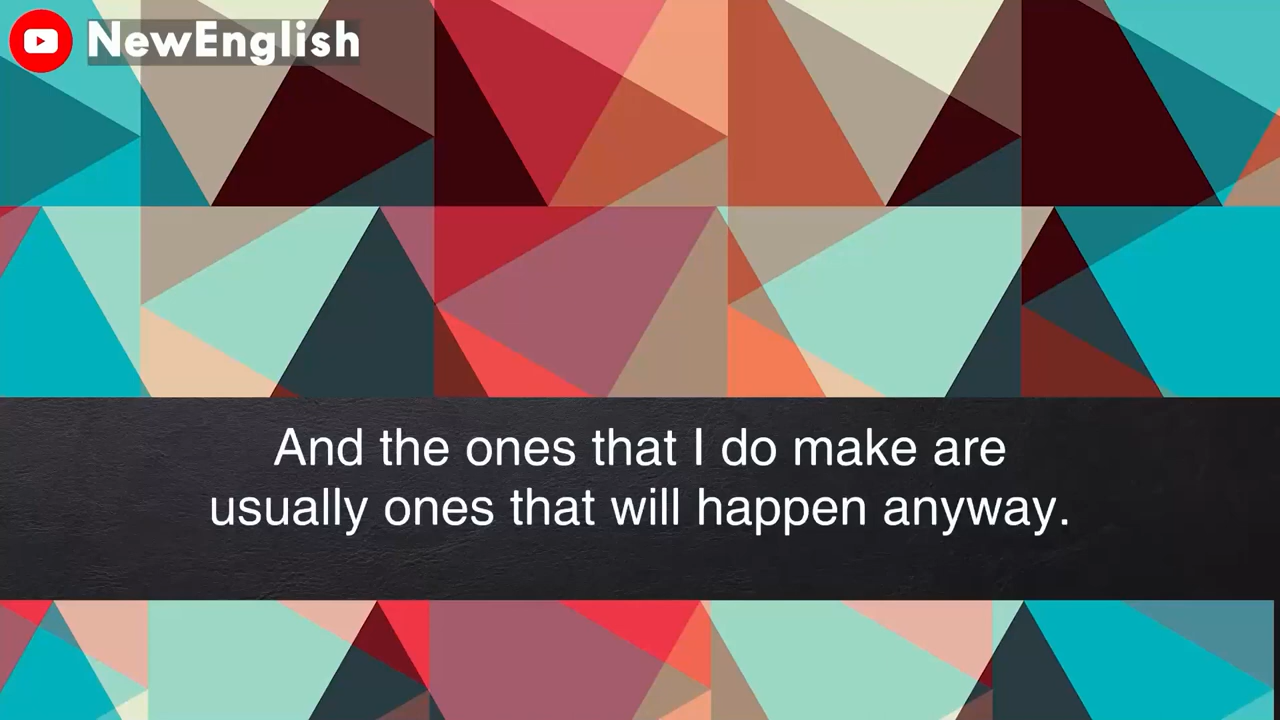 NewEnglish
And the ones that I do make are
usually ones that will happen anyway.